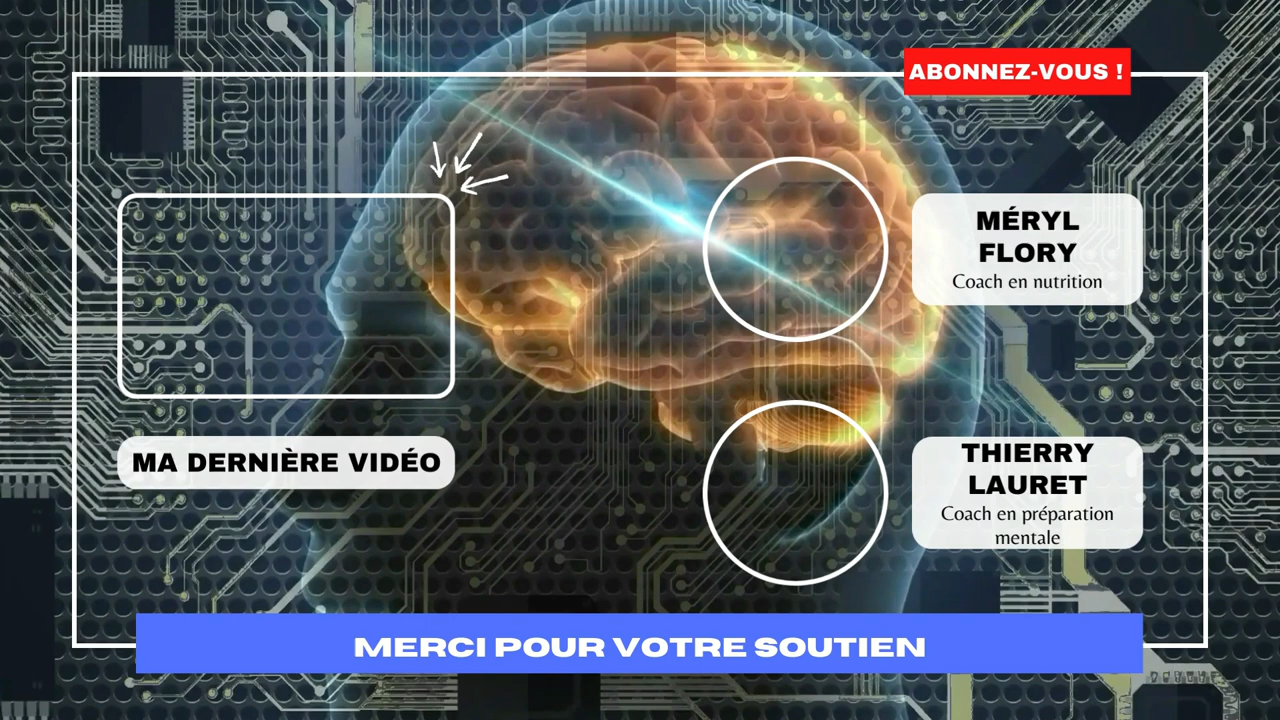 ABONNEZ-VOUS !
MÉRYL
FLORY
Coach en nutrition
MA DERNIÈRE VIDÉO
THIERRY
LAURET
Coach en préparation
mentale
MERCI POUR VOTRE SOUTIEN